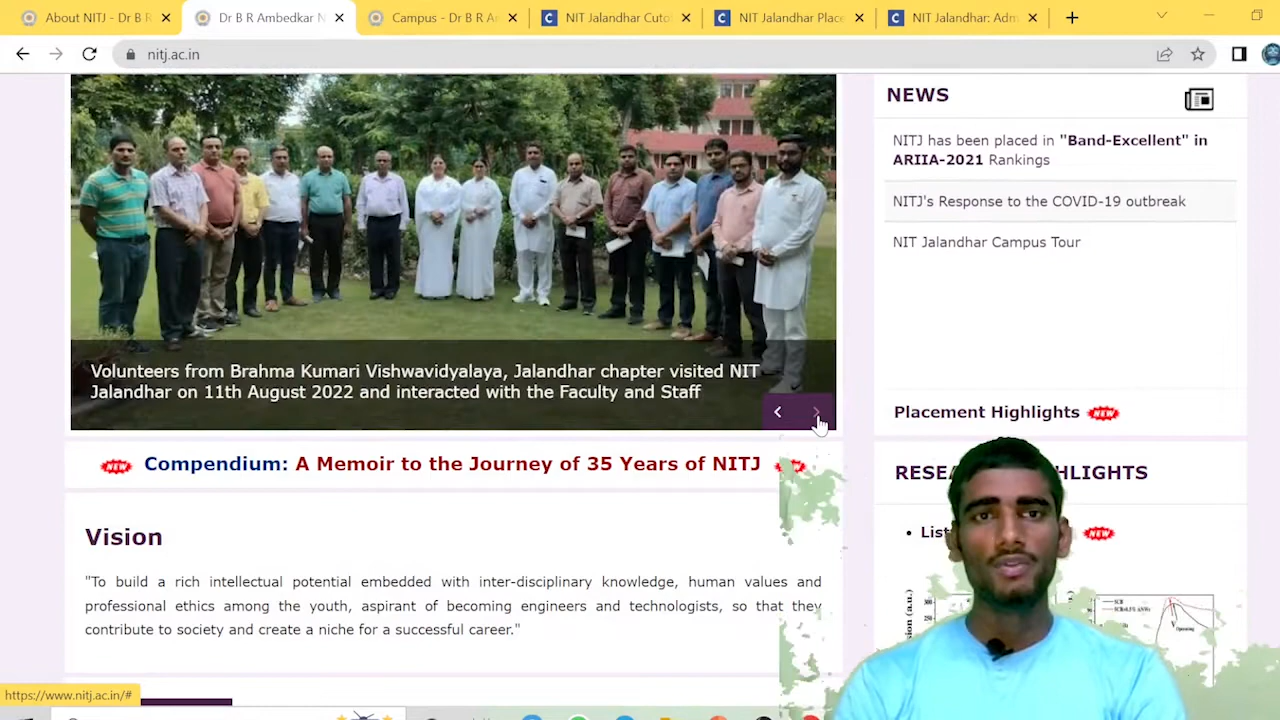 About NITJ - Dr B R
Dr B R Ambedkar N
Campus - Dr B R A
NIT Jalandhar Cuto
NIT Jalandhar Place
NIT Jalandhar: Adm
nitj.ac.in
Volunteers from Brahma Kumari Vishwavidyalaya, Jalandhar chapter visited NIT
Jalandhar on 11th August 2022 and interacted with the Faculty and Staff
NEW Compendium: A Memoir to the Journey of 35 Years of NITJ
Vision
"To build a rich intellectual potential embedded with inter-disciplinary knowledge, human values and
professional ethics among the youth, aspirant of becoming engineers and technologists, so that they
contribute to society and create a niche for a successful career."
NEWS
NITJ has been placed in "Band-Excellent" in
ARIIA-2021 Rankings
NITJ's Response to the COVID-19 outbreak
NIT Jalandhar Campus Tour
Placement Highlights NEW
HLIGHTS
NEW
https://www.nitj.ac.in/#